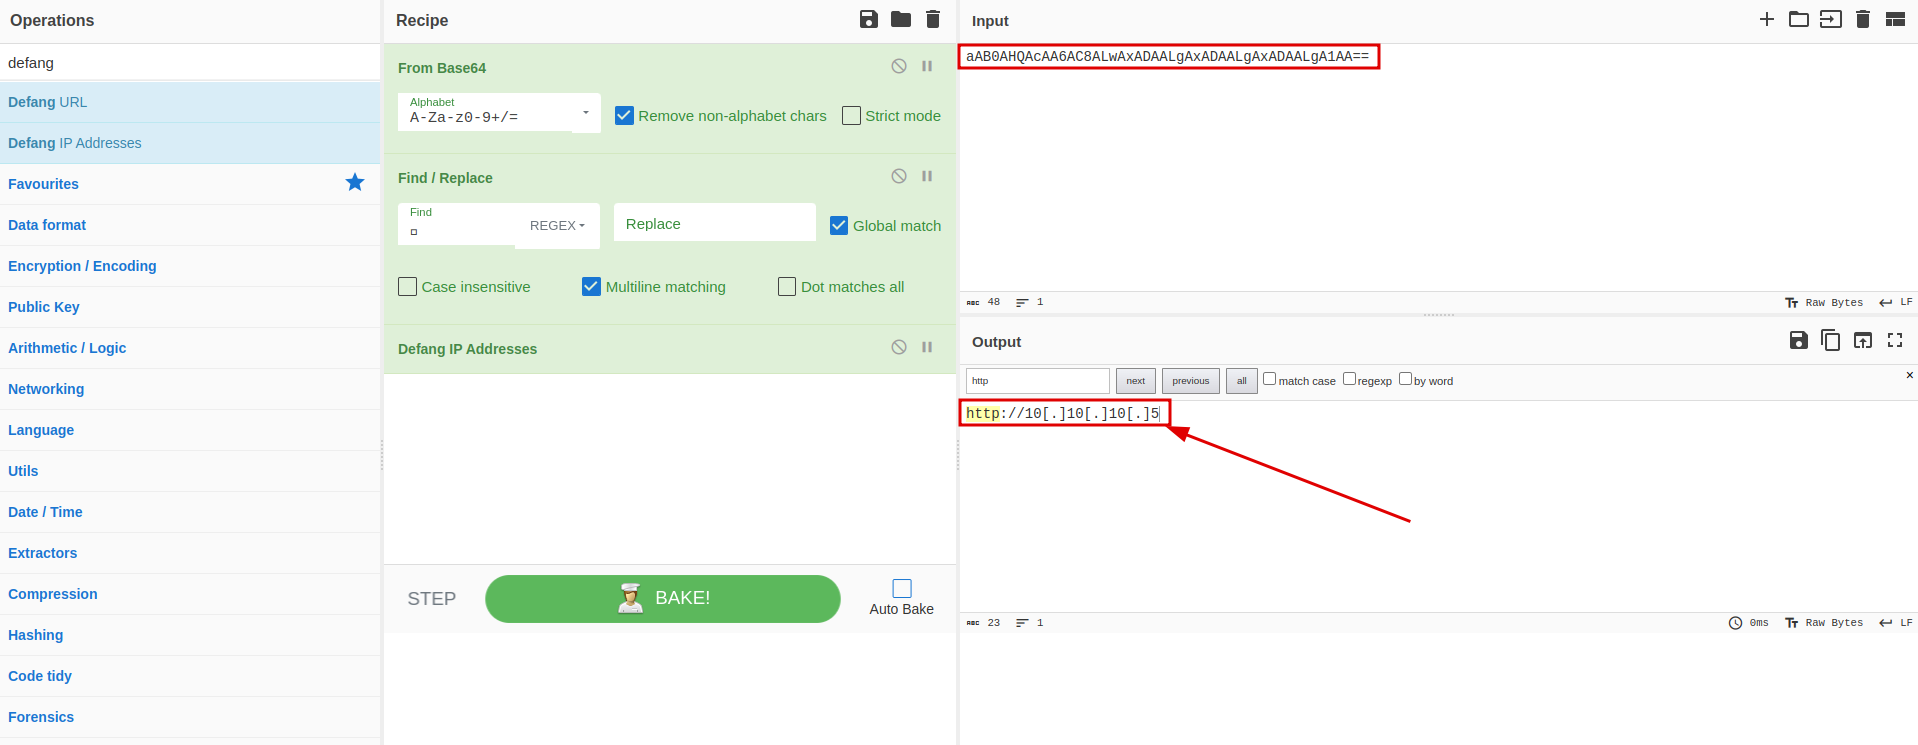 Operations
defang
Defang URL
Defang IP Addresses
Favourites
Data format
Encryption / Encoding
Public Key
Arithmetic / Logic
Networking
Language
Utils
Date / Time
Extractors
Compression
Hashing
Code tidy
Forensics
Recipe
From Base64
Alphabet
A-Za-z0-9+/=
Remove non-alphabet chars
Strict mode
Find / Replace
Find
REGEX
Replace
Global match
Case insensitive
Multiline matching
Dot matches all
Defang IP Addresses
STEP
BAKE!
Auto Bake
Input
aAB0AHQAcAA6AC8ALwAxADAALgAxADAALgAxADAALgA1AA==
ABC 48 1
Raw Bytes LF
Output
http
next previous all match case regexp by word ×
http://10[.]10[.]10[.]5
ABC 23 1
0ms Raw Bytes LF